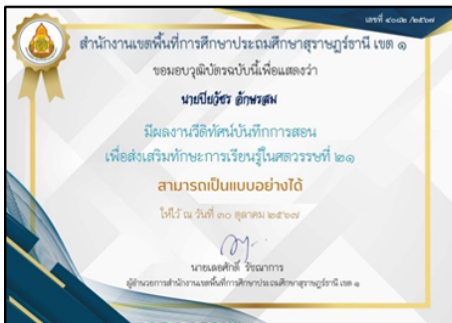 เลขที่ ๔๐๘๒ /๒๕๖๗
สำนักงานเขตพื้นที่การศึกษาประถมศึกษาสุราษฎร์ธานี เขต ๑
ขอมอบวุฒิบัตรฉบับนี้เพื่อแสดงว่า
นายปิยวัชร อักษรสม
มีผลงานวีดิทัศน์บันทึกการสอน
เพื่อส่งเสริมทักษะการเรียนรู้ในศตวรรษที่ ๒๑
สามารถเป็นแบบอย่างได้
ให้ไว้ ณ วันที่ ๓๐ ตุลาคม ๒๕๖๗
นายเลอศักดิ์ รัชณาการ
ผู้อำนวยการสำนักงานเขตพื้นที่การศึกษาประถมศึกษาสุราษฎร์ธานี เขต ๑